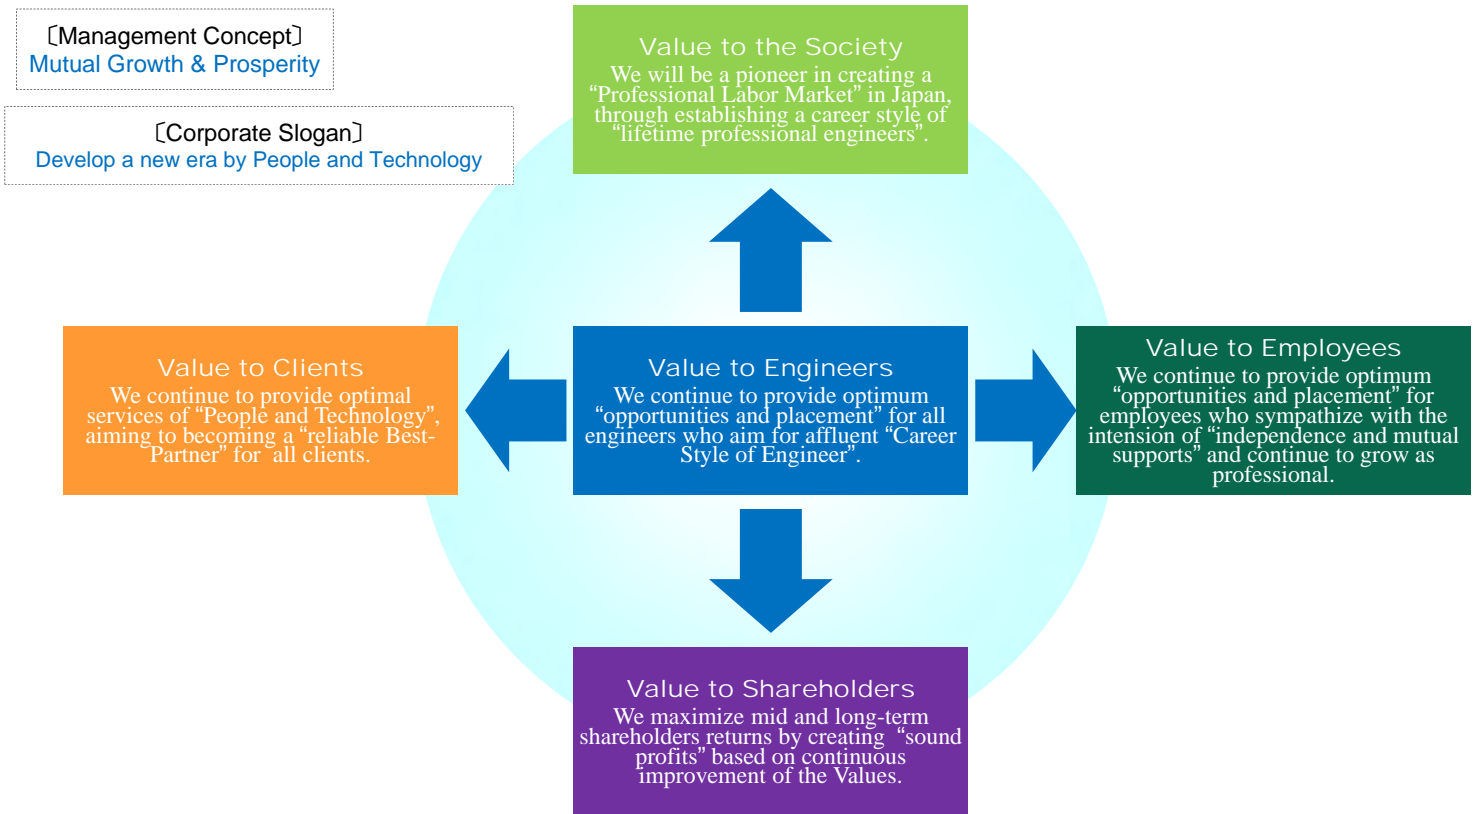 〔Management Concept〕
Mutual Growth & Prosperity
〔Corporate Slogan〕
Develop a new era by People and Technology
Value to the Society
We will be a pioneer in creating a
“Professional Labor Market” in Japan,
through establishing a career style of
“lifetime professional engineers”.
Value to Clients
We continue to provide optimal
services of “People and Technology”,
aiming to becoming a “reliable Best-
Partner” for all clients.
Value to Engineers
We continue to provide optimum
“opportunities and placement” for all
engineers who aim for affluent “Career
Style of Engineer”.
Value to Employees
We continue to provide optimum
“opportunities and placement” for
employees who sympathize with the
intension of “independence and mutual
supports” and continue to grow as
professional.
Value to Shareholders
We maximize mid and long-term
shareholders returns by creating “sound
profits” based on continuous
improvement of the Values.